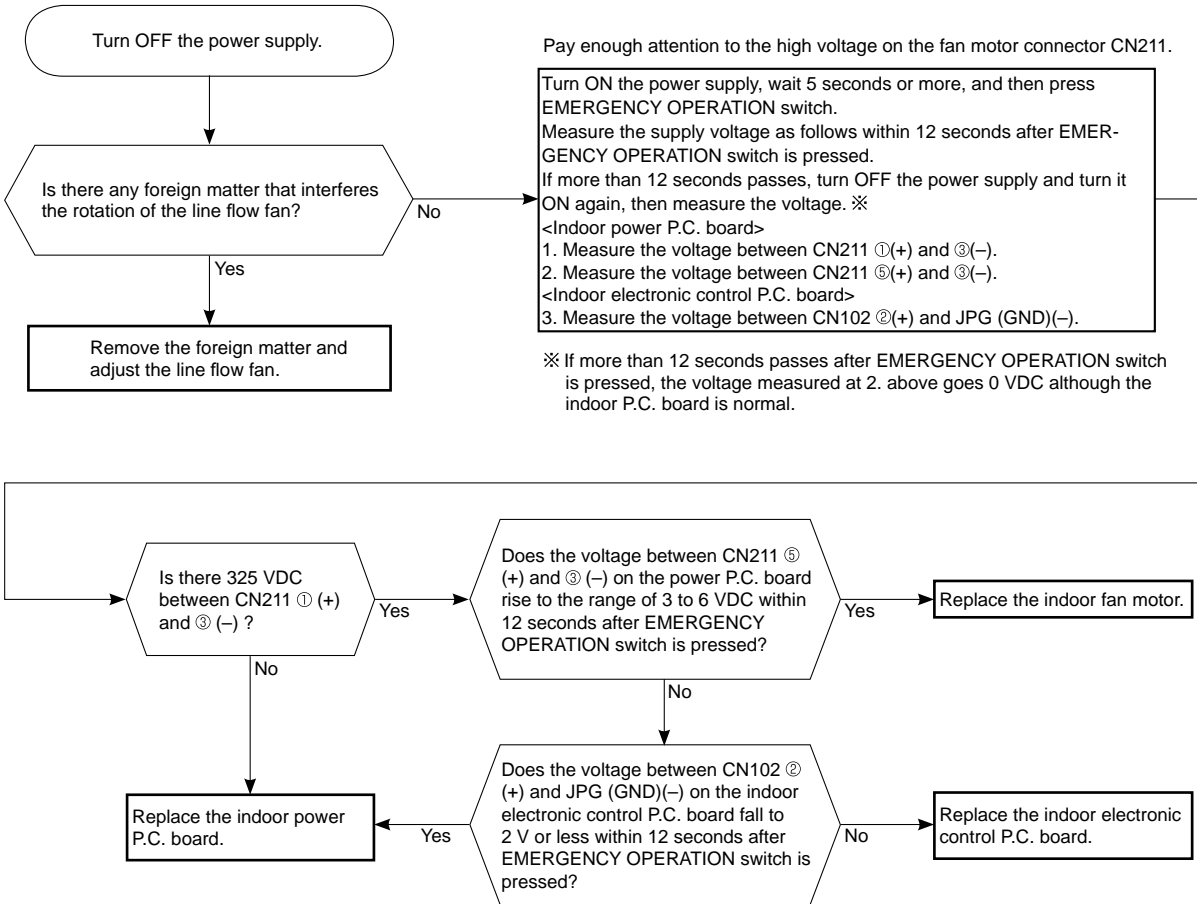 Turn OFF the power supply.
Is there any foreign matter that interferes
the rotation of the line flow fan?
No
Yes
Remove the foreign matter and
adjust the line flow fan.
Pay enough attention to the high voltage on the fan motor connector CN211.
Turn ON the power supply, wait 5 seconds or more, and then press
EMERGENCY OPERATION switch.
Measure the supply voltage as follows within 12 seconds after EMER-
GENCY OPERATION switch is pressed.
If more than 12 seconds passes, turn OFF the power supply and turn it
ON again, then measure the voltage. ※
<Indoor power P.C. board>
1. Measure the voltage between CN211 ①(+) and ③(–).
2. Measure the voltage between CN211 ⑤(+) and ③(–).
<Indoor electronic control P.C. board>
3. Measure the voltage between CN102 ②(+) and JPG (GND)(–).
※ If more than 12 seconds passes after EMERGENCY OPERATION switch
is pressed, the voltage measured at 2. above goes 0 VDC although the
indoor P.C. board is normal.
Is there 325 VDC
between CN211 ① (+)
and ③ (–) ?
Yes
No
Does the voltage between CN211 ⑤
(+) and ③ (–) on the power P.C. board
rise to the range of 3 to 6 VDC within
12 seconds after EMERGENCY
OPERATION switch is pressed?
Yes
Replace the indoor fan motor.
No
Does the voltage between CN102 ②
(+) and JPG (GND)(–) on the indoor
electronic control P.C. board fall to
2 V or less within 12 seconds after
EMERGENCY OPERATION switch is
pressed?
Yes
Replace the indoor power
P.C. board.
No
Replace the indoor electronic
control P.C. board.